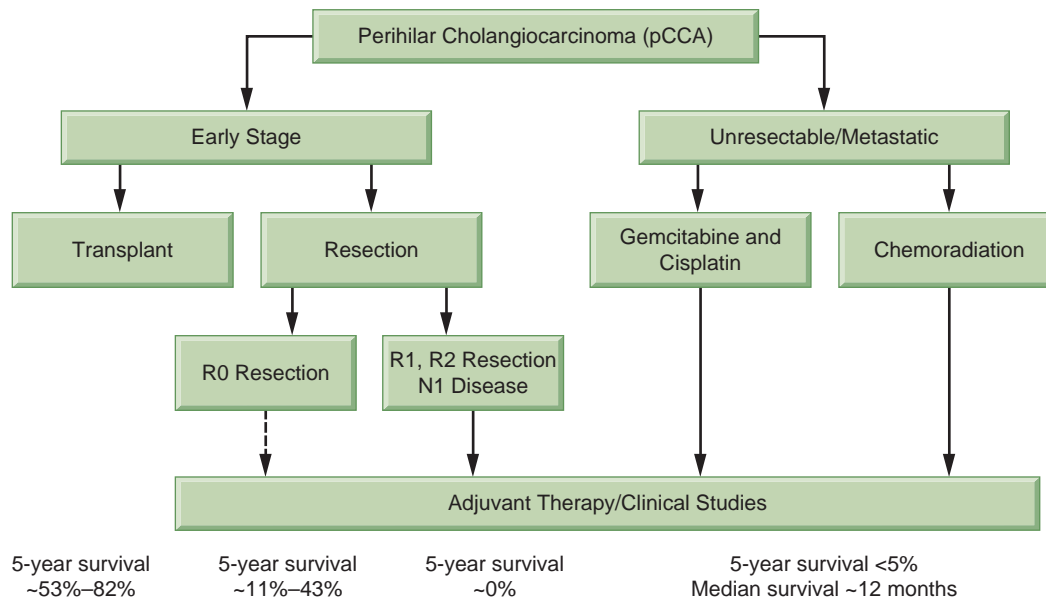 Perihilar Cholangiocarcinoma (pCCA)
Early Stage
Unresectable/Metastatic
Transplant
Resection
Gemcitabine and
Cisplatin
Chemoradiation
R0 Resection
R1, R2 Resection
N1 Disease
Adjuvant Therapy/Clinical Studies
5-year survival
~53%–82%
5-year survival
~11%–43%
5-year survival
~0%
5-year survival <5%
Median survival ~12 months